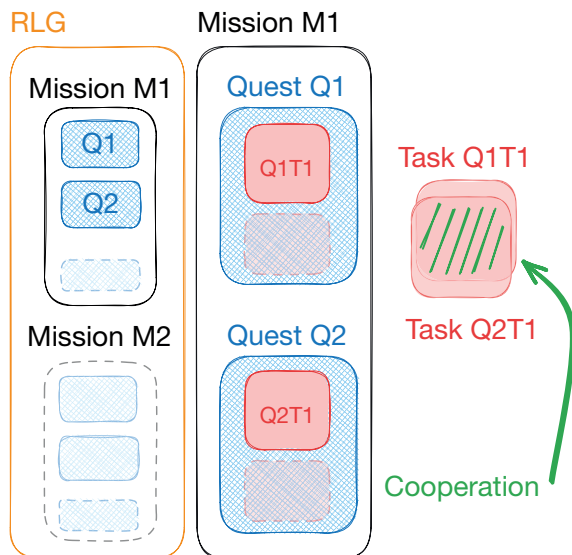 RLG
Mission M1
Q1
Q2
Mission M2
Mission M1
Quest Q1
Q1T1
Quest Q2
Q2T1
Task Q1T1
Task Q2T1
Cooperation